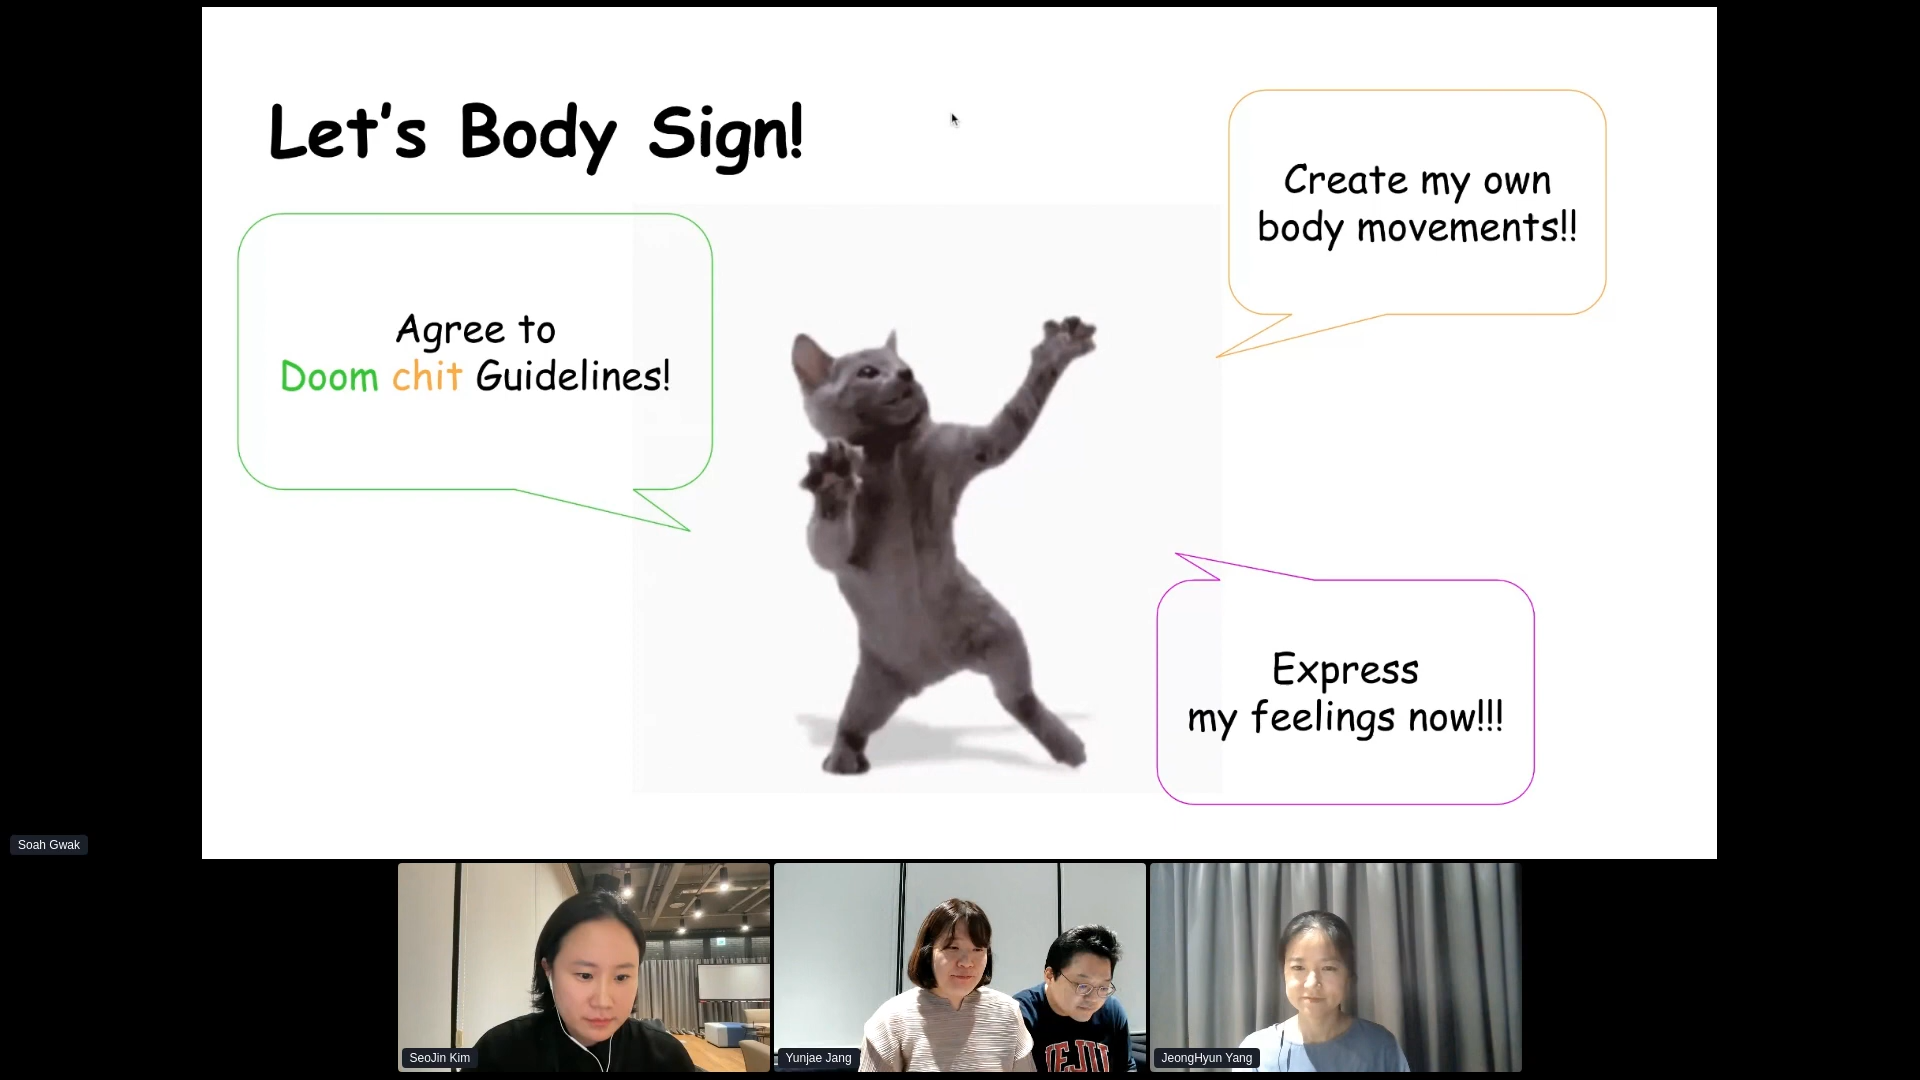 Let's Body Sign!
Create my own
body movements!!
Agree to
Doom chit Guidelines!
Express
my feelings now!!!
Soah Gwak
SeoJin Kim
Yunjae Jang
JeongHyun Yang